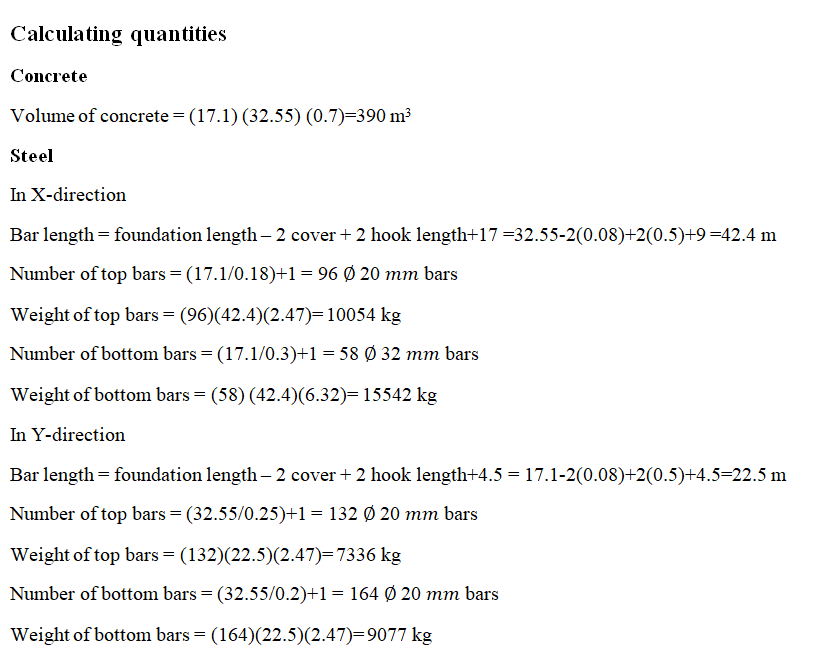 Calculating quantities
Concrete
Volume of concrete = (17.1) (32.55) (0.7)=390 m³
Steel
In X-direction
Bar length = foundation length – 2 cover + 2 hook length+17 =32.55-2(0.08)+2(0.5)+9 =42.4 m
Number of top bars = (17.1/0.18)+1 = 96 Ø 20 mm bars
Weight of top bars = (96)(42.4)(2.47)= 10054 kg
Number of bottom bars = (17.1/0.3)+1 = 58 Ø 32 mm bars
Weight of bottom bars = (58) (42.4)(6.32)= 15542 kg
In Y-direction
Bar length = foundation length – 2 cover + 2 hook length+4.5 = 17.1-2(0.08)+2(0.5)+4.5=22.5 m
Number of top bars = (32.55/0.25)+1 = 132 Ø 20 mm bars
Weight of top bars = (132)(22.5)(2.47)= 7336 kg
Number of bottom bars = (32.55/0.2)+1 = 164 Ø 20 mm bars
Weight of bottom bars = (164)(22.5)(2.47)= 9077 kg